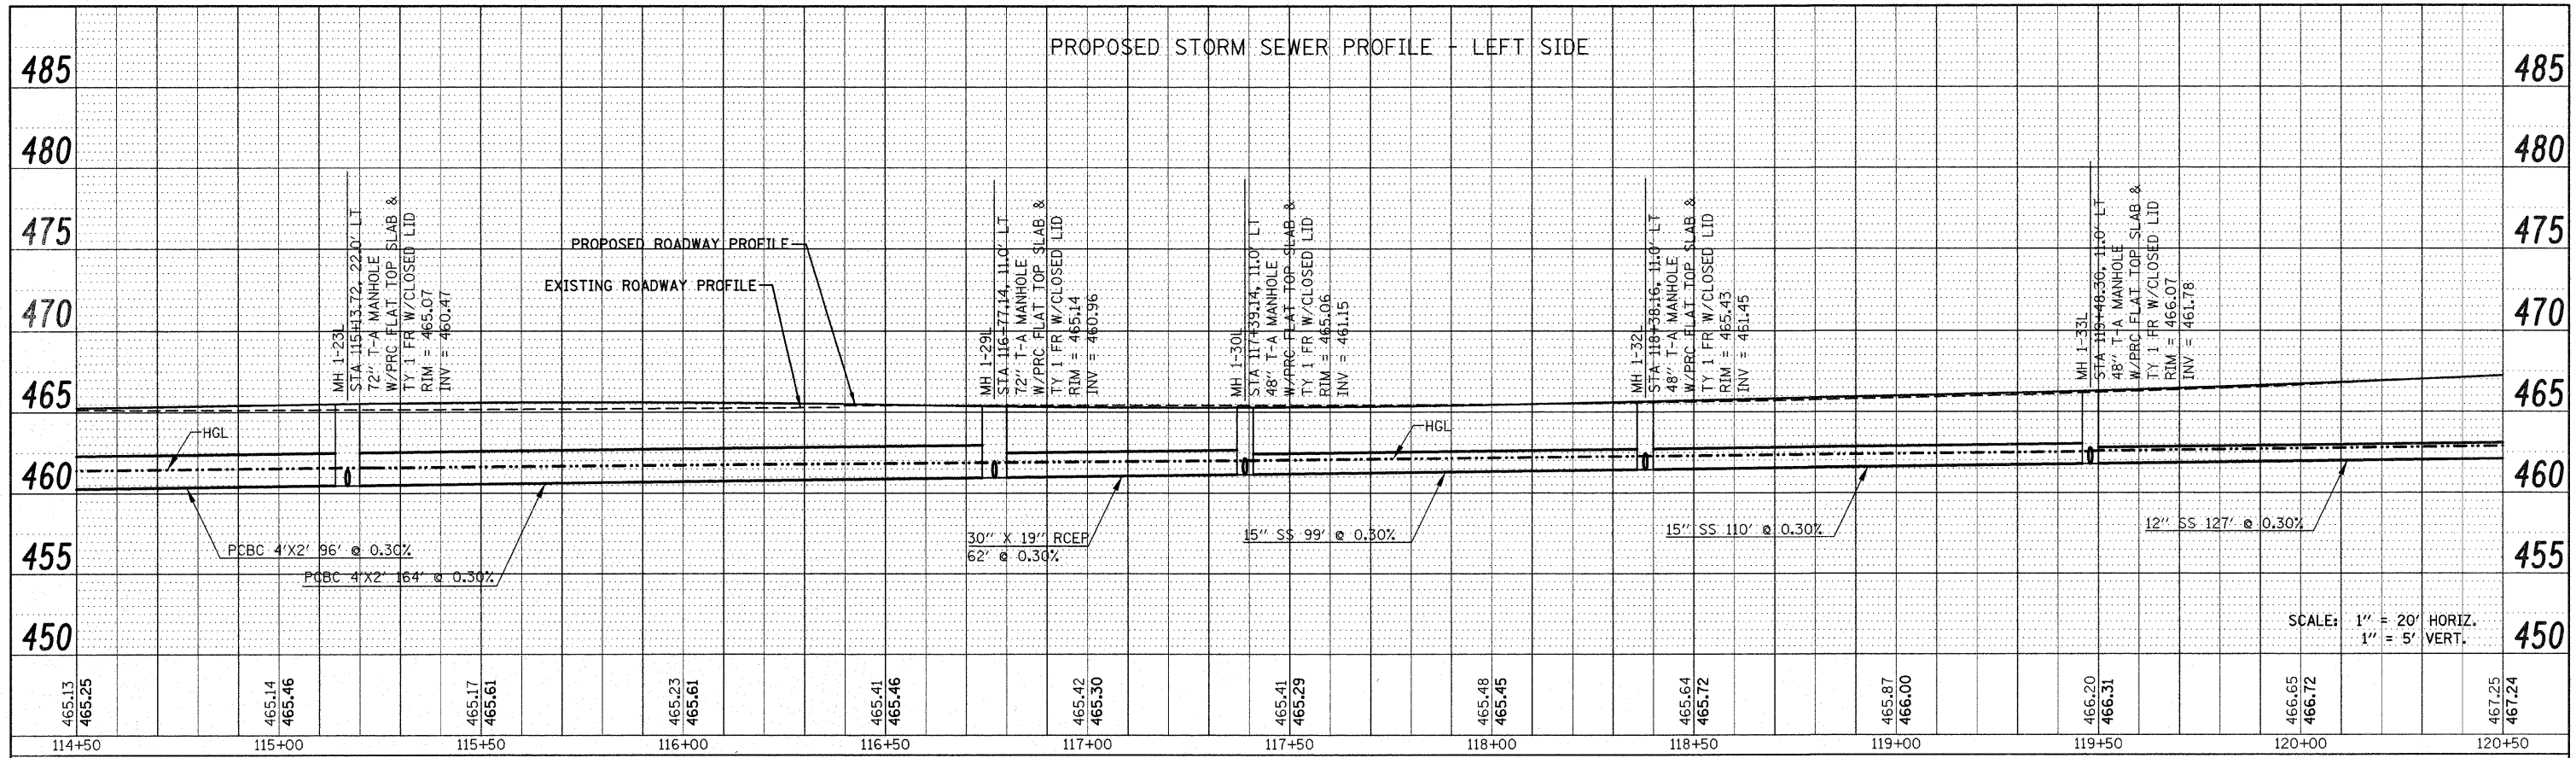 PROPOSED STORM SEWER PROFILE - LEFT SIDE
485
480
475
470
465
460
455
450
485
480
475
470
465
460
455
450
MH 1-23L
STA 115+13.72, 22.0' LT
72" T-A MANHOLE
W/PRC FLAT TOP SLAB &
TY 1 FR W/CLOSED LID
RIM = 465.07
INV = 460.47
PROPOSED ROADWAY PROFILE
EXISTING ROADWAY PROFILE
MH 1-29L
STA 116+77.14, 11.0' LT
72" T-A MANHOLE
W/PRC FLAT TOP SLAB &
TY 1 FR W/CLOSED LID
RIM = 465.14
INV = 460.96
MH 1-30L
STA 117+39.14, 11.0' LT
48" T-A MANHOLE
W/PRC FLAT TOP SLAB &
TY 1 FR W/CLOSED LID
RIM = 465.06
INV = 461.15
MH 1-32L
STA 118+38.16, 11.0' LT
48" T-A MANHOLE
W/PRC FLAT TOP SLAB &
TY 1 FR W/CLOSED LID
RIM = 465.43
INV = 461.45
MH 1-33L
STA 119+48.30, 11.0' LT
48" T-A MANHOLE
W/PRC FLAT TOP SLAB &
TY 1 FR W/CLOSED LID
RIM = 466.07
INV = 461.78
HGL
HGL
PCBC 4'X2' 96' @ 0.30%
PCBC 4'X2' 164' @ 0.30%
30" X 19" RCEP
62' @ 0.30%
15" SS 99' @ 0.30%
15" SS 110' @ 0.30%
12" SS 127' @ 0.30%
SCALE: 1" = 20' HORIZ.
1" = 5' VERT.
465.13
465.25
465.14
465.46
465.17
465.61
465.23
465.61
465.41
465.46
465.42
465.30
465.41
465.29
465.48
465.45
465.64
465.72
465.87
466.00
466.20
466.31
466.65
466.72
467.25
467.24
114+50
115+00
115+50
116+00
116+50
117+00
117+50
118+00
118+50
119+00
119+50
120+00
120+50